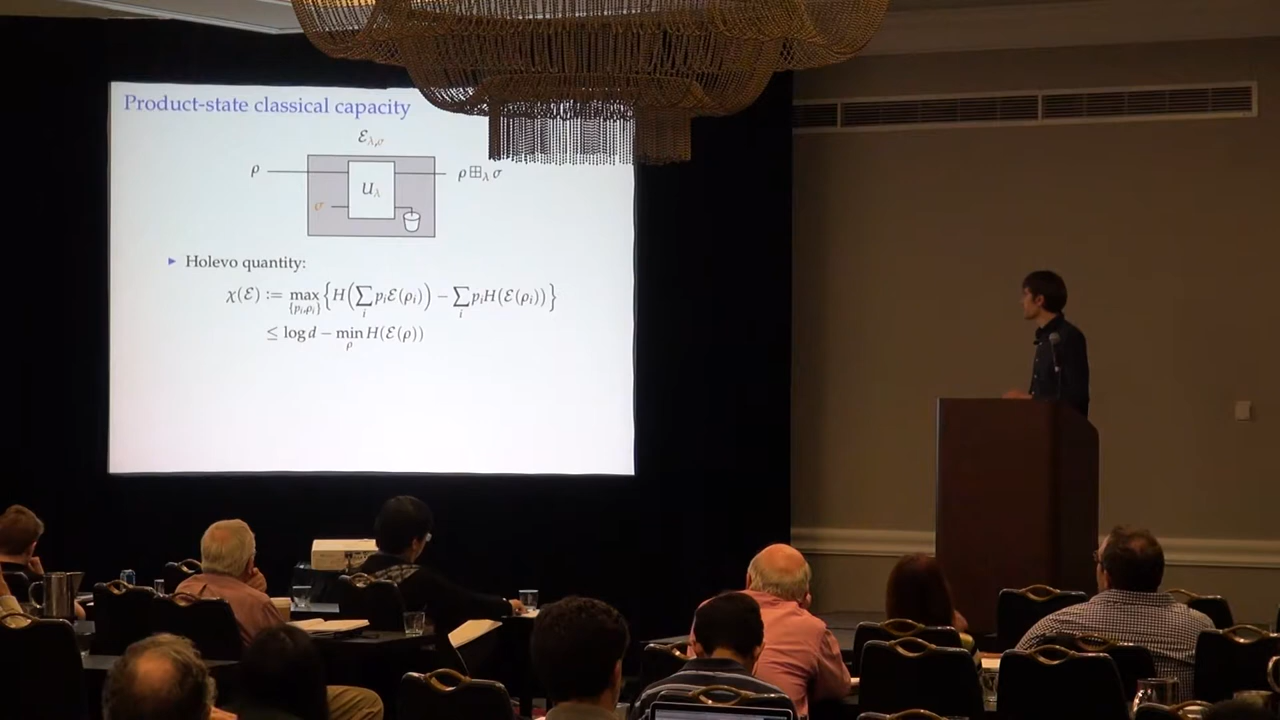 Product-state classical capacity
ℰ_{λ,σ}
ρ
U_λ
ρ ⊞_λ σ
σ
▸ Holevo quantity:
χ(ℰ) := max_{{p_i,ρ_i}} { H( ∑_i p_i ℰ(ρ_i) ) − ∑_i p_i H(ℰ(ρ_i)) }
≤ log d − min_ρ H(ℰ(ρ))